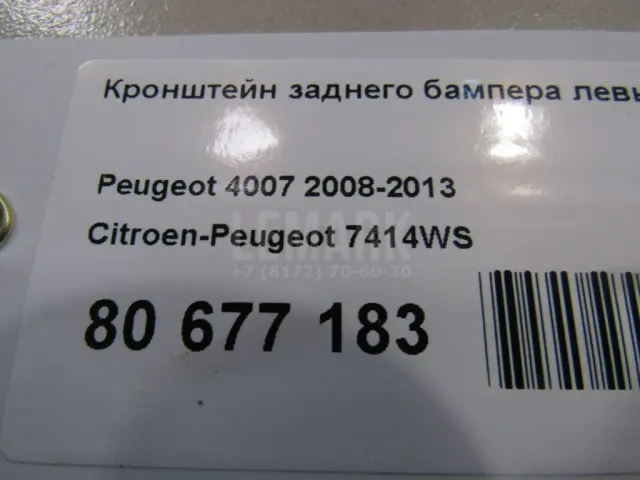 Кронштейн заднего бампера левы
Peugeot 4007 2008-2013
LEMARK
Citroen-Peugeot 7414WS
+7 (8172) 70-60-30
80 677 183